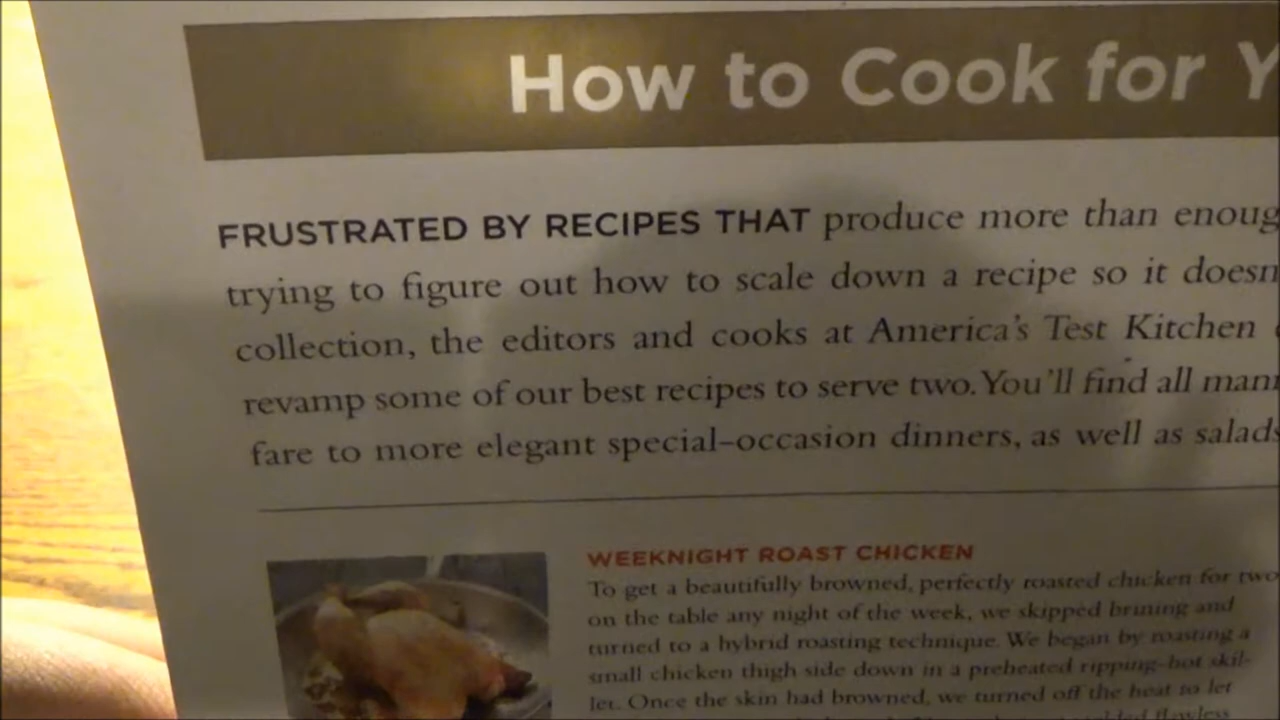 How to Cook for
FRUSTRATED BY RECIPES THAT produce more than
trying to figure out how to scale down a recipe so it
collection, the editors and cooks at America's Test Kitchen
revamp some of our best recipes to serve two. You'll find all
fare to more elegant special-occasion dinners, as well as salads
WEEKNIGHT ROAST CHICKEN
To get a beautifully browned, perfectly roasted chicken for two
on the table any night of the week, we skipped brining and
turned to a hybrid roasting technique. We began by roasting a
small chicken thigh side down in a preheated ripping-hot skil-
let. Once the skin had browned, we turned off the heat to let
flawless